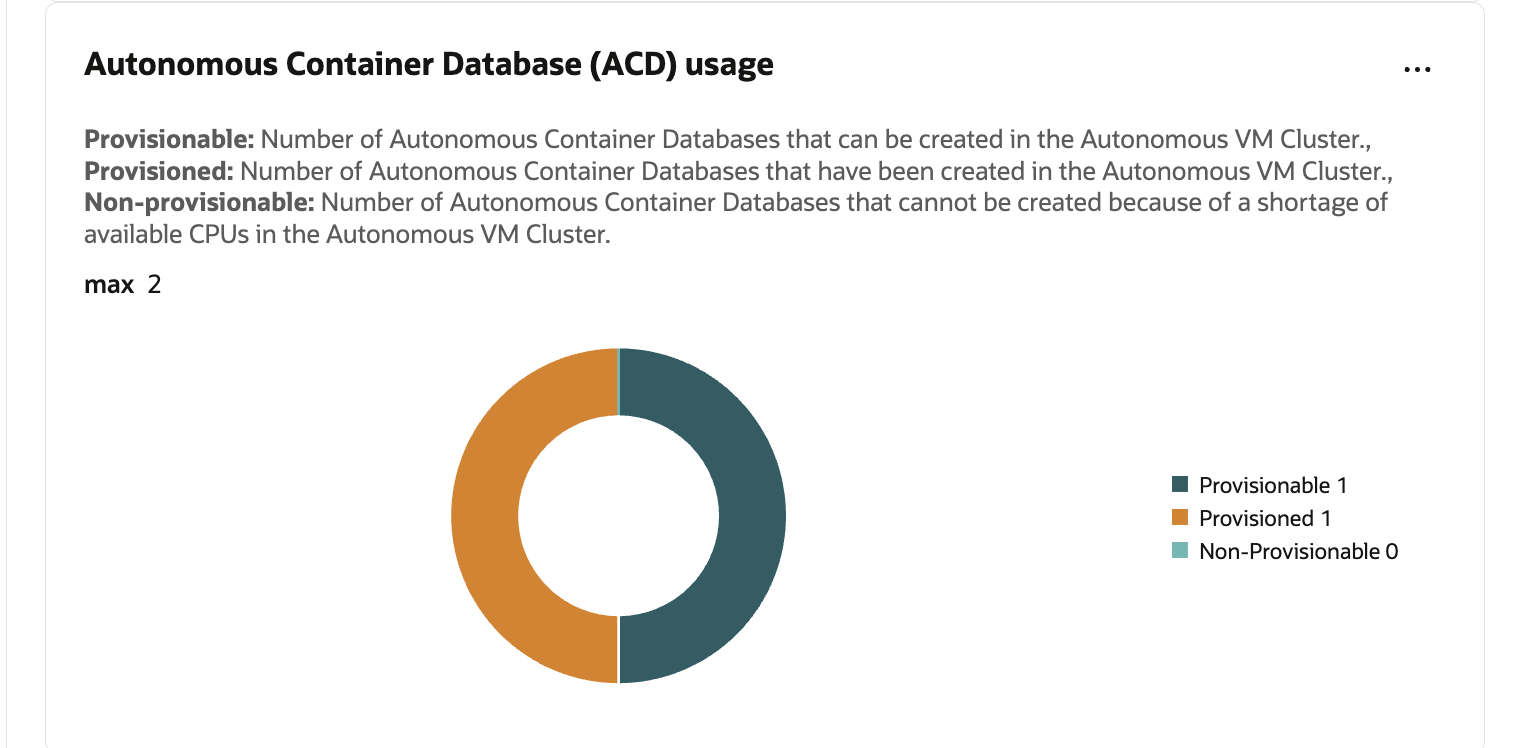 Autonomous Container Database (ACD) usage
...
Provisionable: Number of Autonomous Container Databases that can be created in the Autonomous VM Cluster.,
Provisioned: Number of Autonomous Container Databases that have been created in the Autonomous VM Cluster.,
Non-provisionable: Number of Autonomous Container Databases that cannot be created because of a shortage of
available CPUs in the Autonomous VM Cluster.
max 2
Provisionable 1
Provisioned 1
Non-Provisionable 0